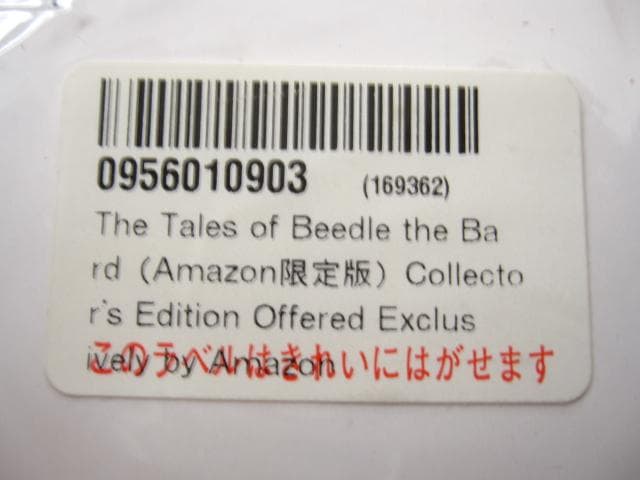 0956010903 (169362)
The Tales of Beedle the Ba
rd（Amazon限定版）Collecto
r's Edition Offered Exclus
ively by Amazon
このラベルはきれいにはがせます